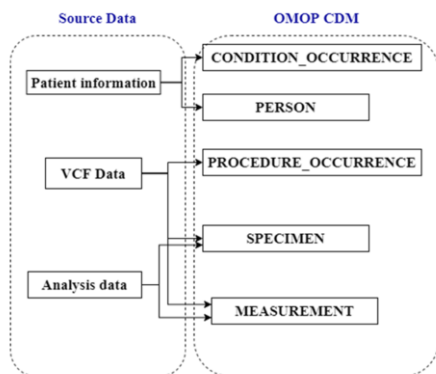 Source Data
OMOP CDM
Patient information
CONDITION_OCCURRENCE
PERSON
VCF Data
PROCEDURE_OCCURRENCE
SPECIMEN
Analysis data
MEASUREMENT